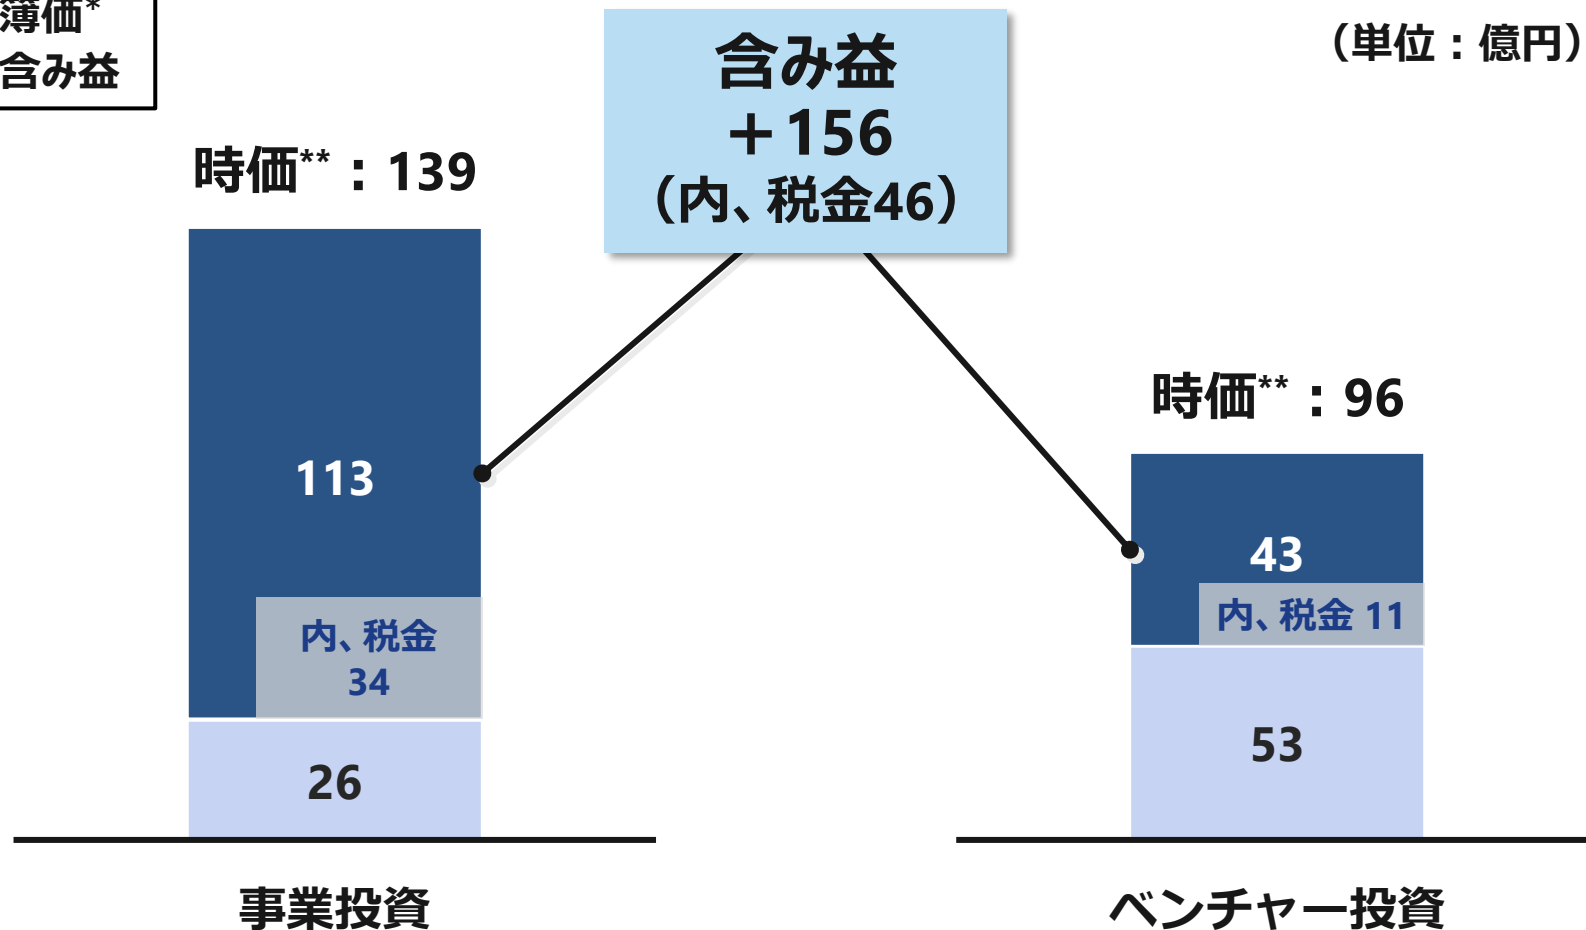 簿価*
含み益
（単位：億円）
含み益
＋156
（内、税金46）
時価**：139
時価**：96
113
43
内、税金
34
内、税金 11
26
53
事業投資
ベンチャー投資